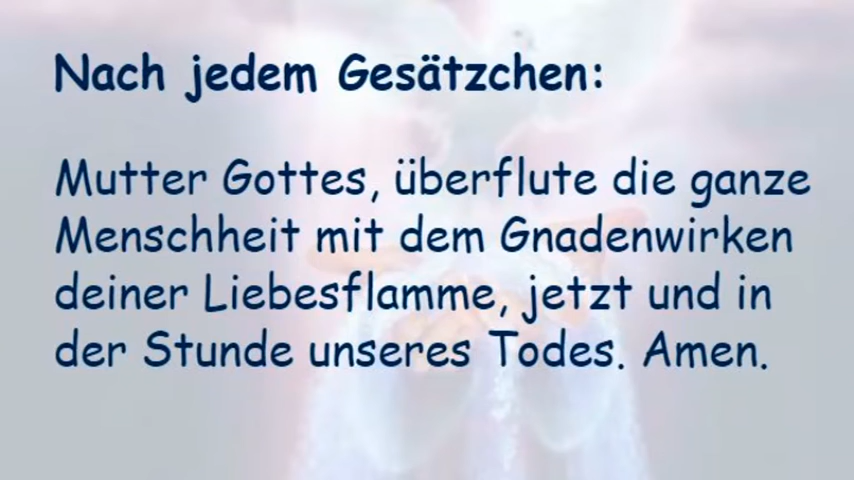 Nach jedem Gesätzchen:
Mutter Gottes, überflute die ganze
Menschheit mit dem Gnadenwirken
deiner Liebesflamme, jetzt und in
der Stunde unseres Todes. Amen.